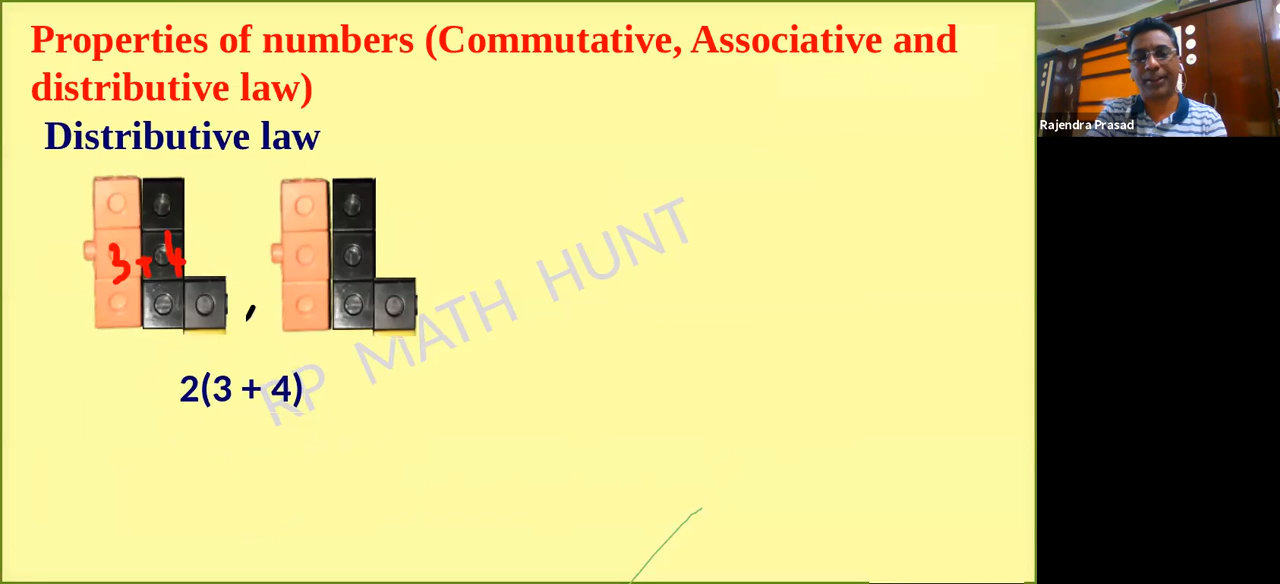 Properties of numbers (Commutative, Associative and
distributive law)
Distributive law
Rajendra Prasad
3 + 4
,
2(3 + 4)
RP MATH HUNT